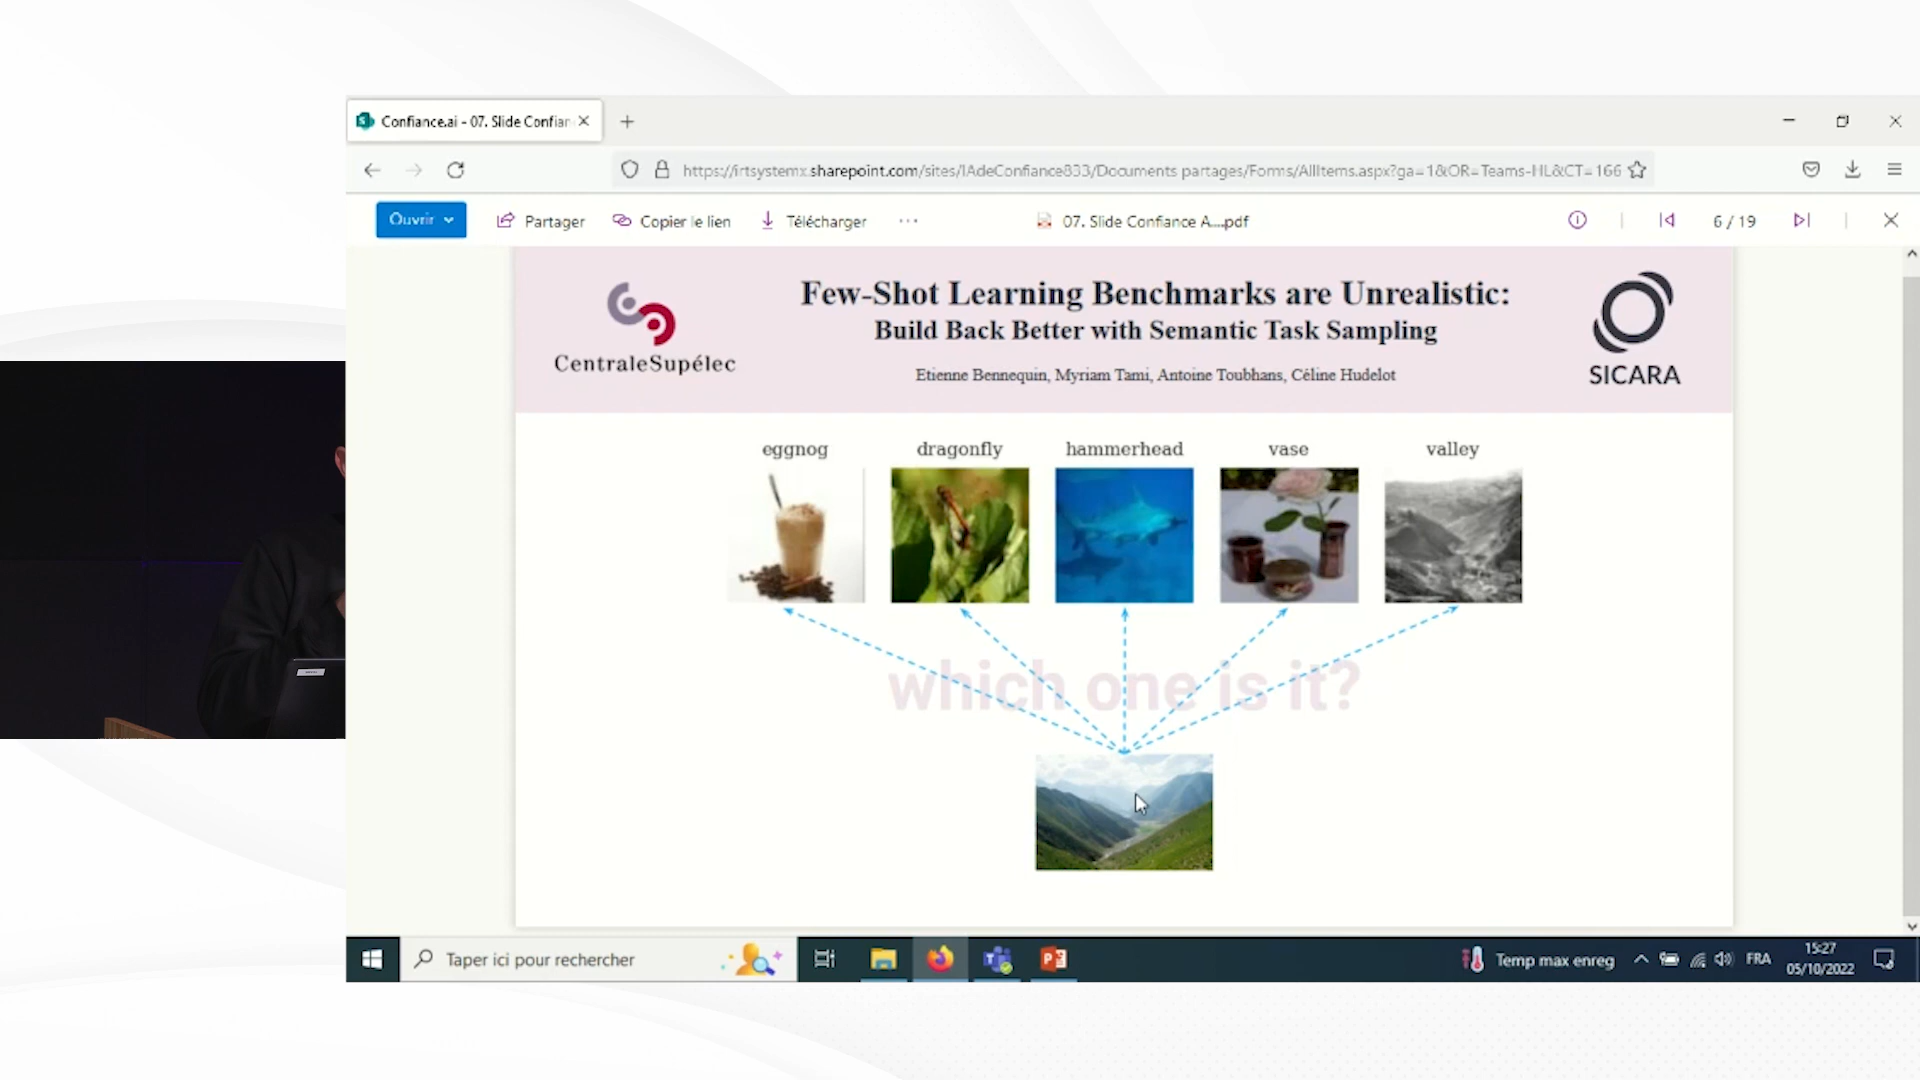 Confiance.ai - 07. Slide Confian
https://irtsystemx.sharepoint.com/sites/IAdeConfiance833/Documents partages/Forms/AllItems.aspx?ga=1&OR=Teams-HL&CT=166
Ouvrir
Partager
Copier le lien
Télécharger
07. Slide Confiance A....pdf
6 / 19
CentraleSupélec
Few-Shot Learning Benchmarks are Unrealistic:
Build Back Better with Semantic Task Sampling
Etienne Bennequin, Myriam Tami, Antoine Toubhans, Céline Hudelot
SICARA
eggnog
dragonfly
hammerhead
vase
valley
which one is it?
Taper ici pour rechercher
Temp max enreg
FRA
15:27
05/10/2022